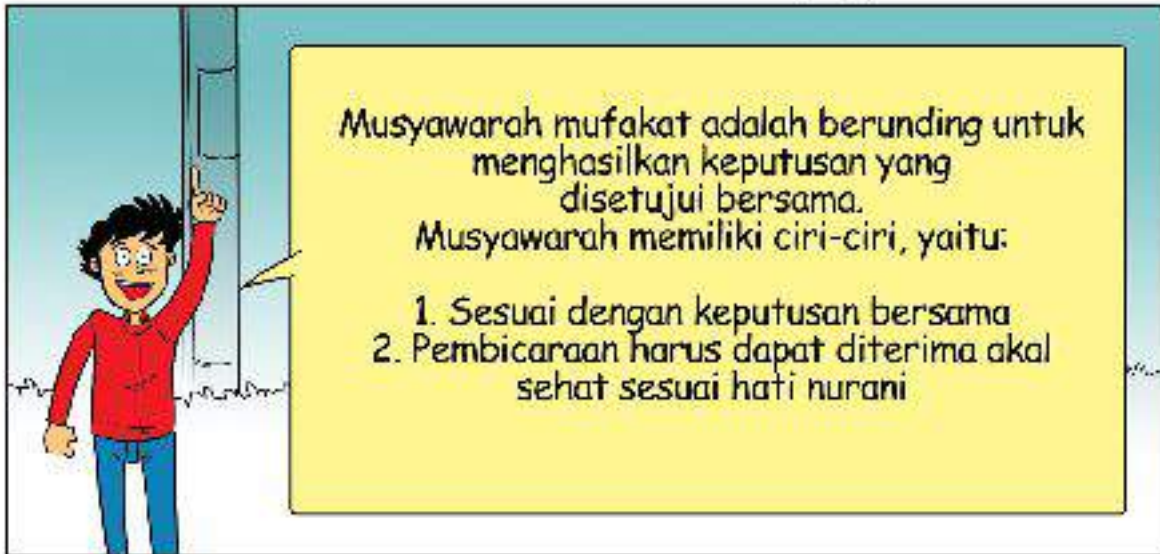 Musyawarah mufakat adalah berunding untuk
menghasilkan keputusan yang
disetujui bersama.
Musyawarah memiliki ciri-ciri, yaitu:
1. Sesuai dengan keputusan bersama
2. Pembicaraan harus dapat diterima akal
sehat sesuai hati nurani